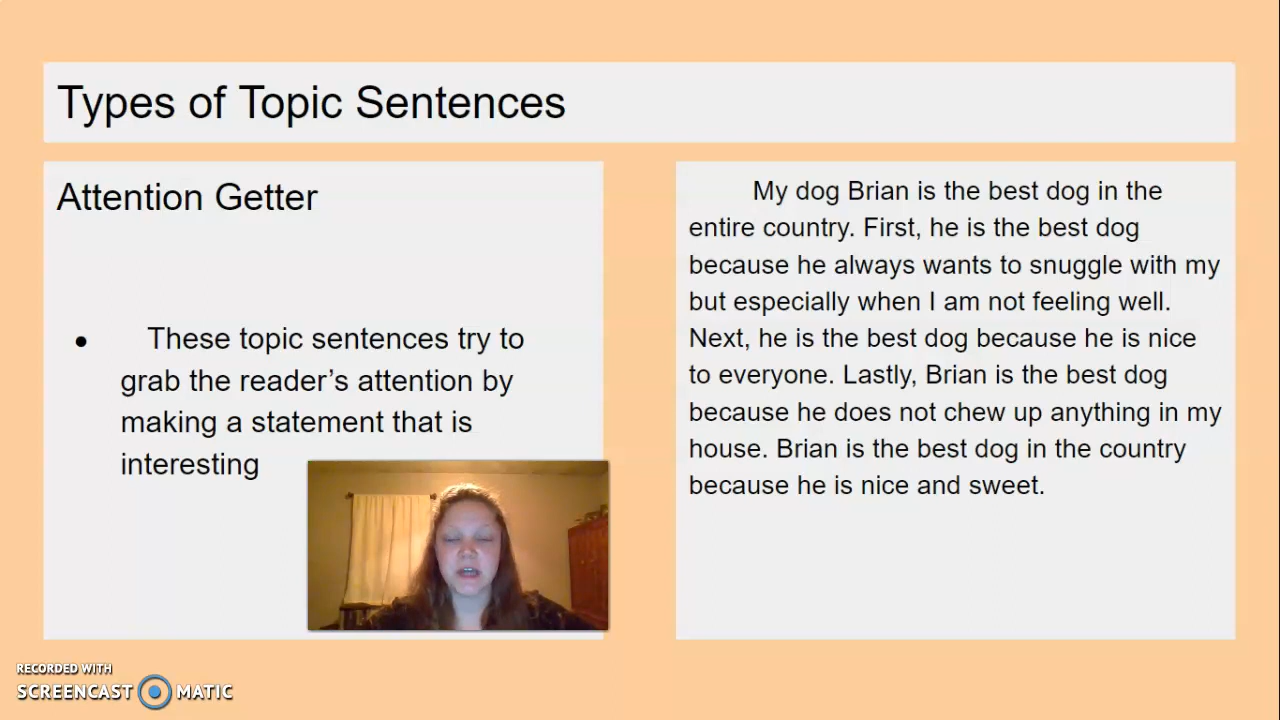 Types of Topic Sentences
Attention Getter
● These topic sentences try to
grab the reader’s attention by
making a statement that is
interesting
My dog Brian is the best dog in the
entire country. First, he is the best dog
because he always wants to snuggle with my
but especially when I am not feeling well.
Next, he is the best dog because he is nice
to everyone. Lastly, Brian is the best dog
because he does not chew up anything in my
house. Brian is the best dog in the country
because he is nice and sweet.
RECORDED WITH
SCREENCAST MATIC